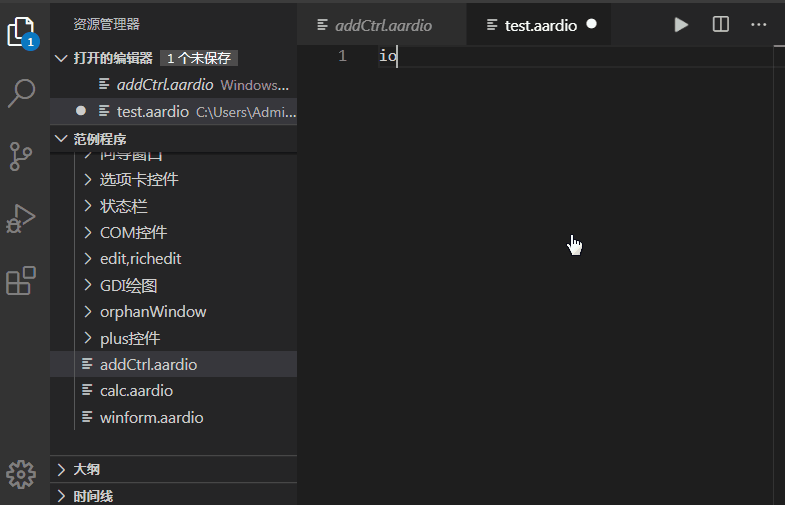 资源管理器
打开的编辑器 1 个未保存
addCtrl.aardio Windows...
test.aardio C:\Users\Admi...
范例程序
选项卡控件
状态栏
COM控件
edit,richedit
GDI绘图
orphanWindow
plus控件
addCtrl.aardio
calc.aardio
winform.aardio
大纲
时间线
1
addCtrl.aardio
test.aardio
1 io